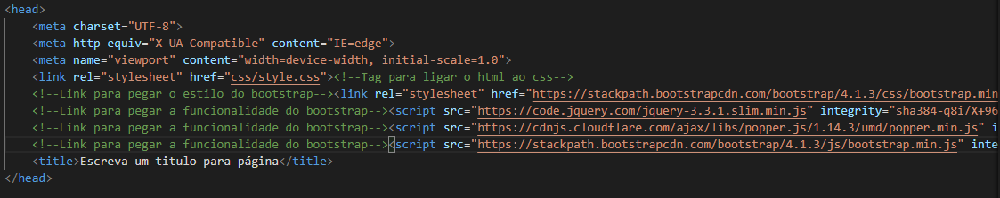 <head>
<meta charset="UTF-8">
<meta http-equiv="X-UA-Compatible" content="IE=edge">
<meta name="viewport" content="width=device-width, initial-scale=1.0">
<link rel="stylesheet" href="css/style.css"><!--Tag para ligar o html ao css-->
<!--Link para pegar o estilo do bootstrap--><link rel="stylesheet" href="https://stackpath.bootstrapcdn.com/bootstrap/4.1.3/css/bootstrap.min
<!--Link para pegar a funcionalidade do bootstrap--><script src="https://code.jquery.com/jquery-3.3.1.slim.min.js" integrity="sha384-q8i/X+96
<!--Link para pegar a funcionalidade do bootstrap--><script src="https://cdnjs.cloudflare.com/ajax/libs/popper.js/1.14.3/umd/popper.min.js" i
<!--Link para pegar a funcionalidade do bootstrap--><script src="https://stackpath.bootstrapcdn.com/bootstrap/4.1.3/js/bootstrap.min.js" inte
<title>Escreva um titulo para página</title>
</head>